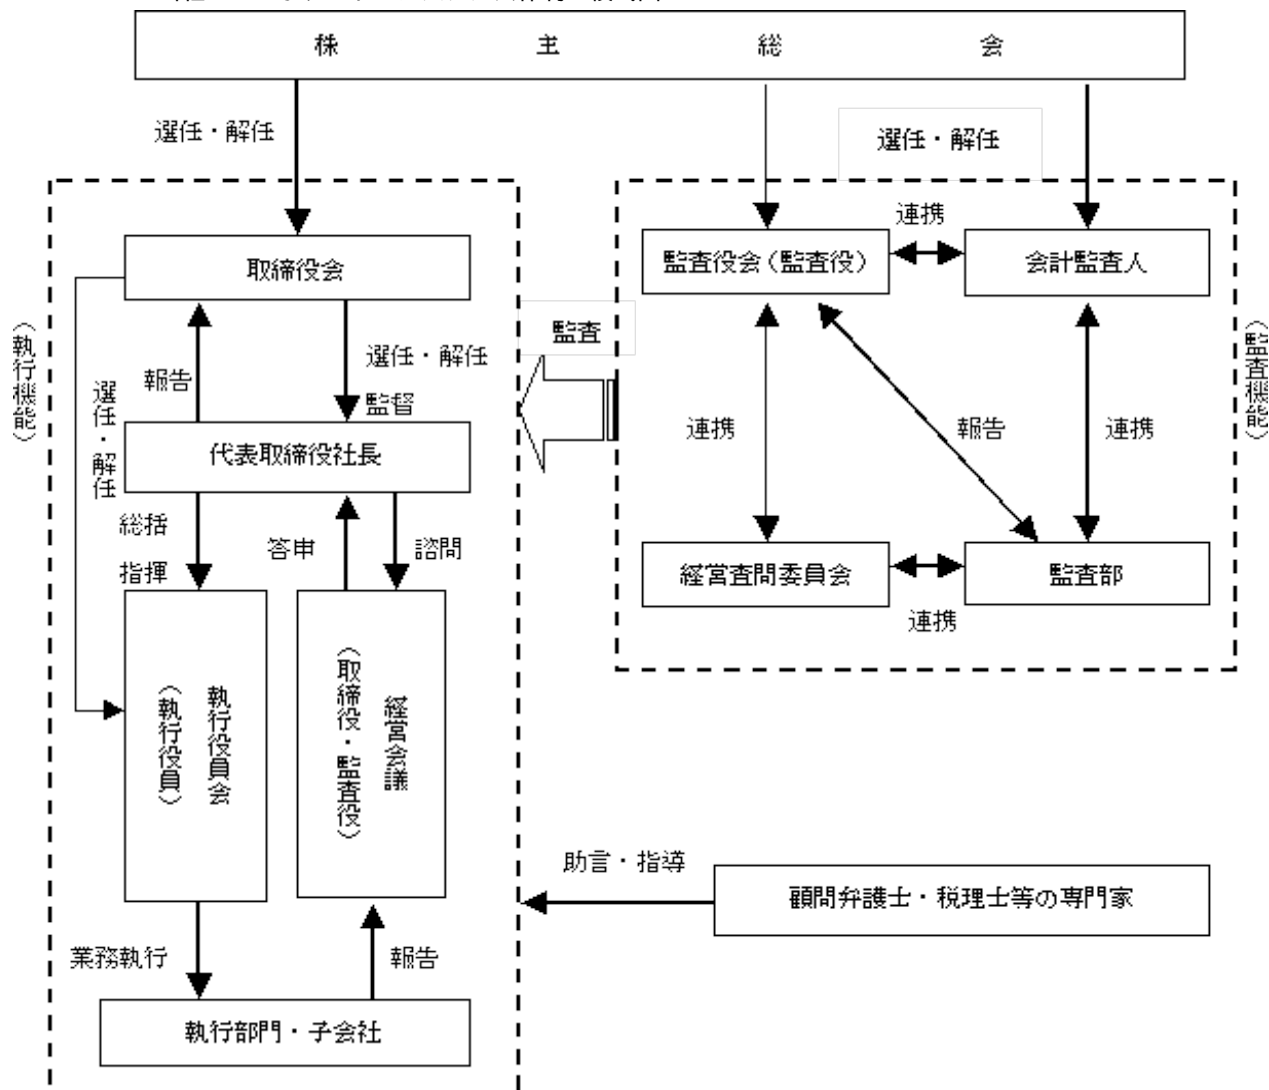 株主総会
選任・解任
選任・解任
取締役会
監査役会(監査役)
連携
会計監査人
(執行機能)
選任・解任
報告
選任・解任
監督
監査
連携
報告
連携
(監査機能)
代表取締役社長
総括
指揮
答申
諮問
経営査問委員会
連携
監査部
執行役員会
(執行役員)
経営会議
(取締役・監査役)
助言・指導
顧問弁護士・税理士等の専門家
業務執行
報告
執行部門・子会社